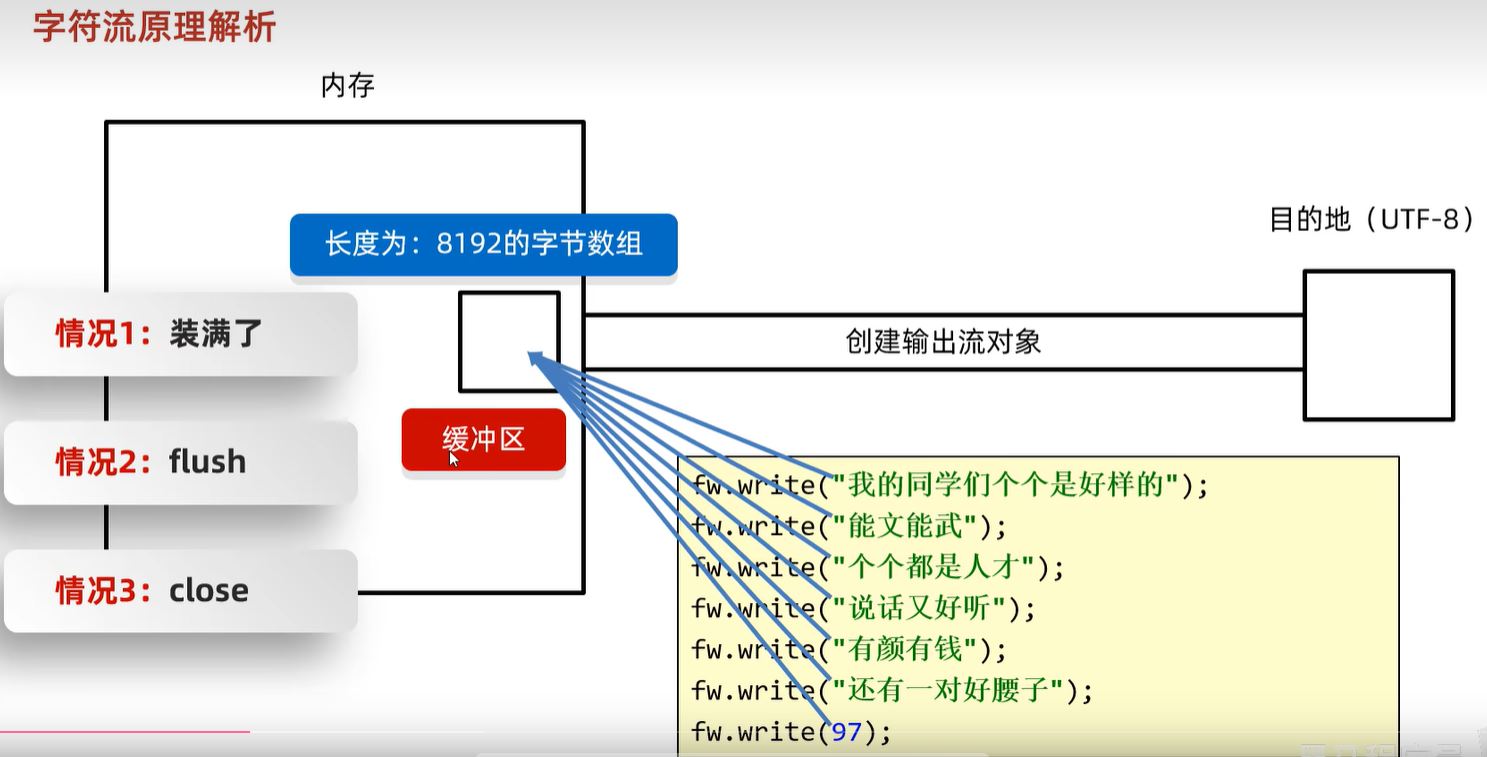 字符流原理解析
内存
长度为：8192的字节数组
目的地（UTF-8）
情况1：装满了
创建输出流对象
缓冲区
情况2：flush
情况3：close
fw.write("我的同学们个个是好样的");
fw.write("能文能武");
fw.write("个个都是人才");
fw.write("说话又好听");
fw.write("有颜有钱");
fw.write("还有一对好腰子");
fw.write(97);